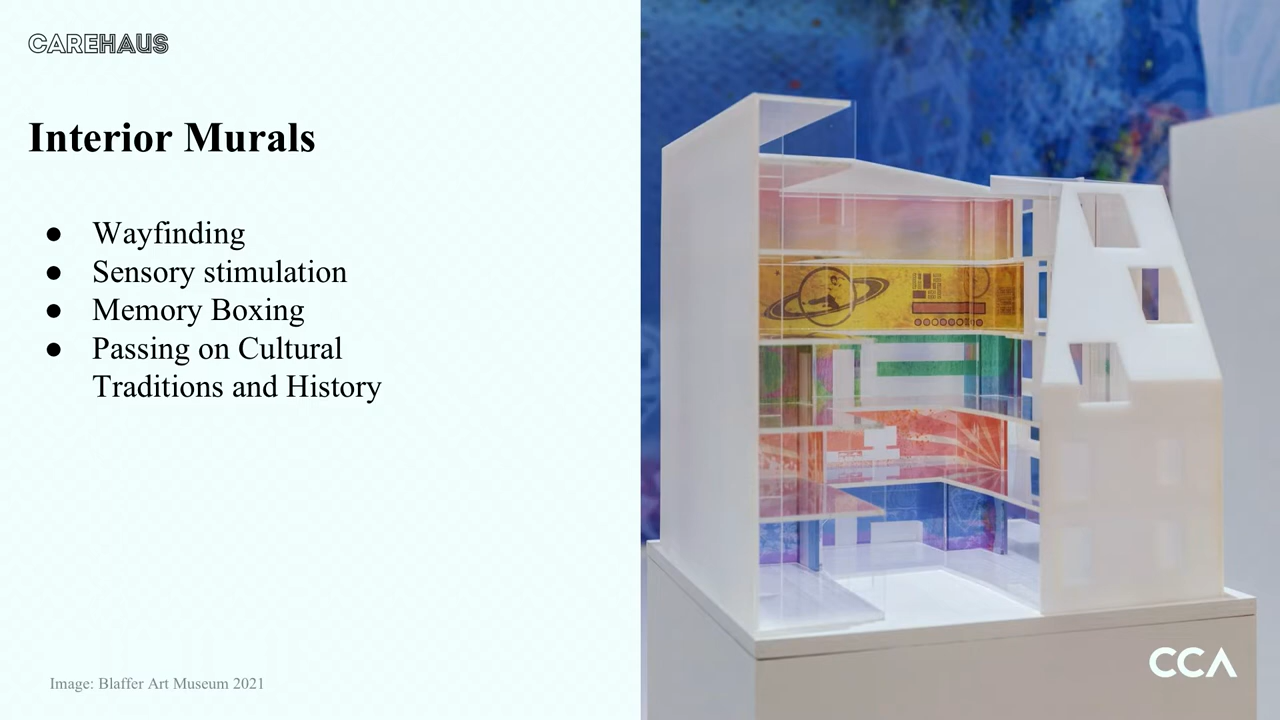 CAREHAUS
Interior Murals
● Wayfinding
● Sensory stimulation
● Memory Boxing
● Passing on Cultural
Traditions and History
Image: Blaffer Art Museum 2021
CCA